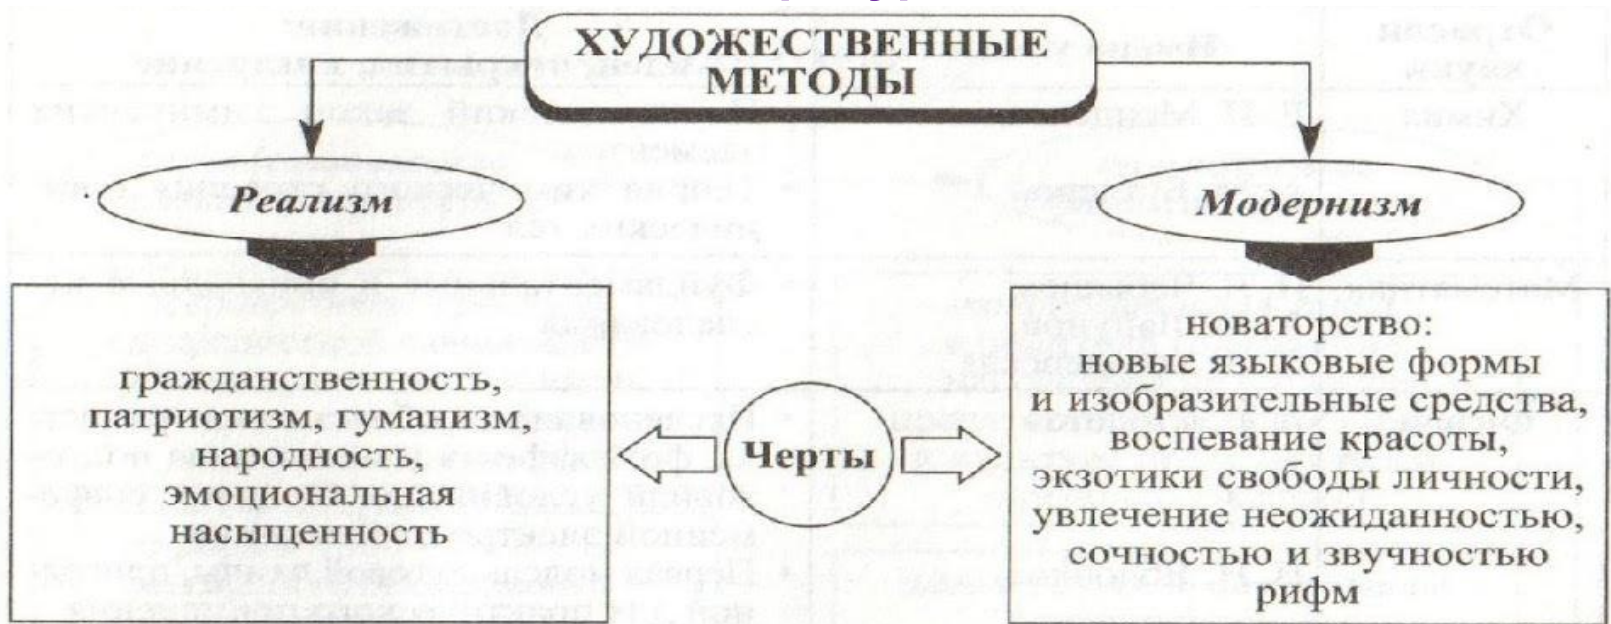 ХУДОЖЕСТВЕННЫЕ
МЕТОДЫ
Реализм
Модернизм
гражданственность,
патриотизм, гуманизм,
народность,
эмоциональная
насыщенность
Черты
новаторство:
новые языковые формы
и изобразительные средства,
воспевание красоты,
экзотики свободы личности,
увлечение неожиданностью,
сочностью и звучностью
рифм